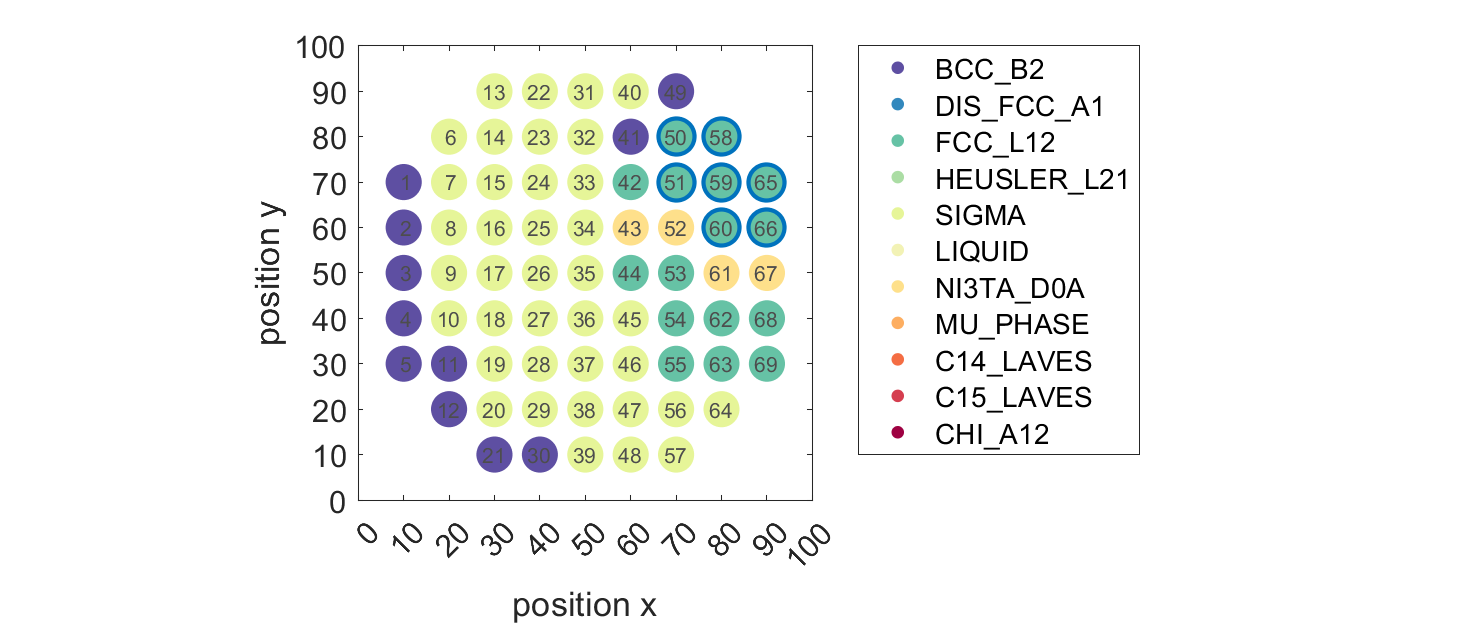 100
90
80
70
60
50
40
30
20
10
0
position y
13 22 31 40 49
6 14 23 32 41 50 58
1 7 15 24 33 42 51 59 65
2 8 16 25 34 43 52 60 66
3 9 17 26 35 44 53 61 67
4 10 18 27 36 45 54 62 68
5 11 19 28 37 46 55 63 69
12 20 29 38 47 56 64
21 30 39 48 57
0 10 20 30 40 50 60 70 80 90 100
position x
BCC_B2
DIS_FCC_A1
FCC_L12
HEUSLER_L21
SIGMA
LIQUID
NI3TA_D0A
MU_PHASE
C14_LAVES
C15_LAVES
CHI_A12